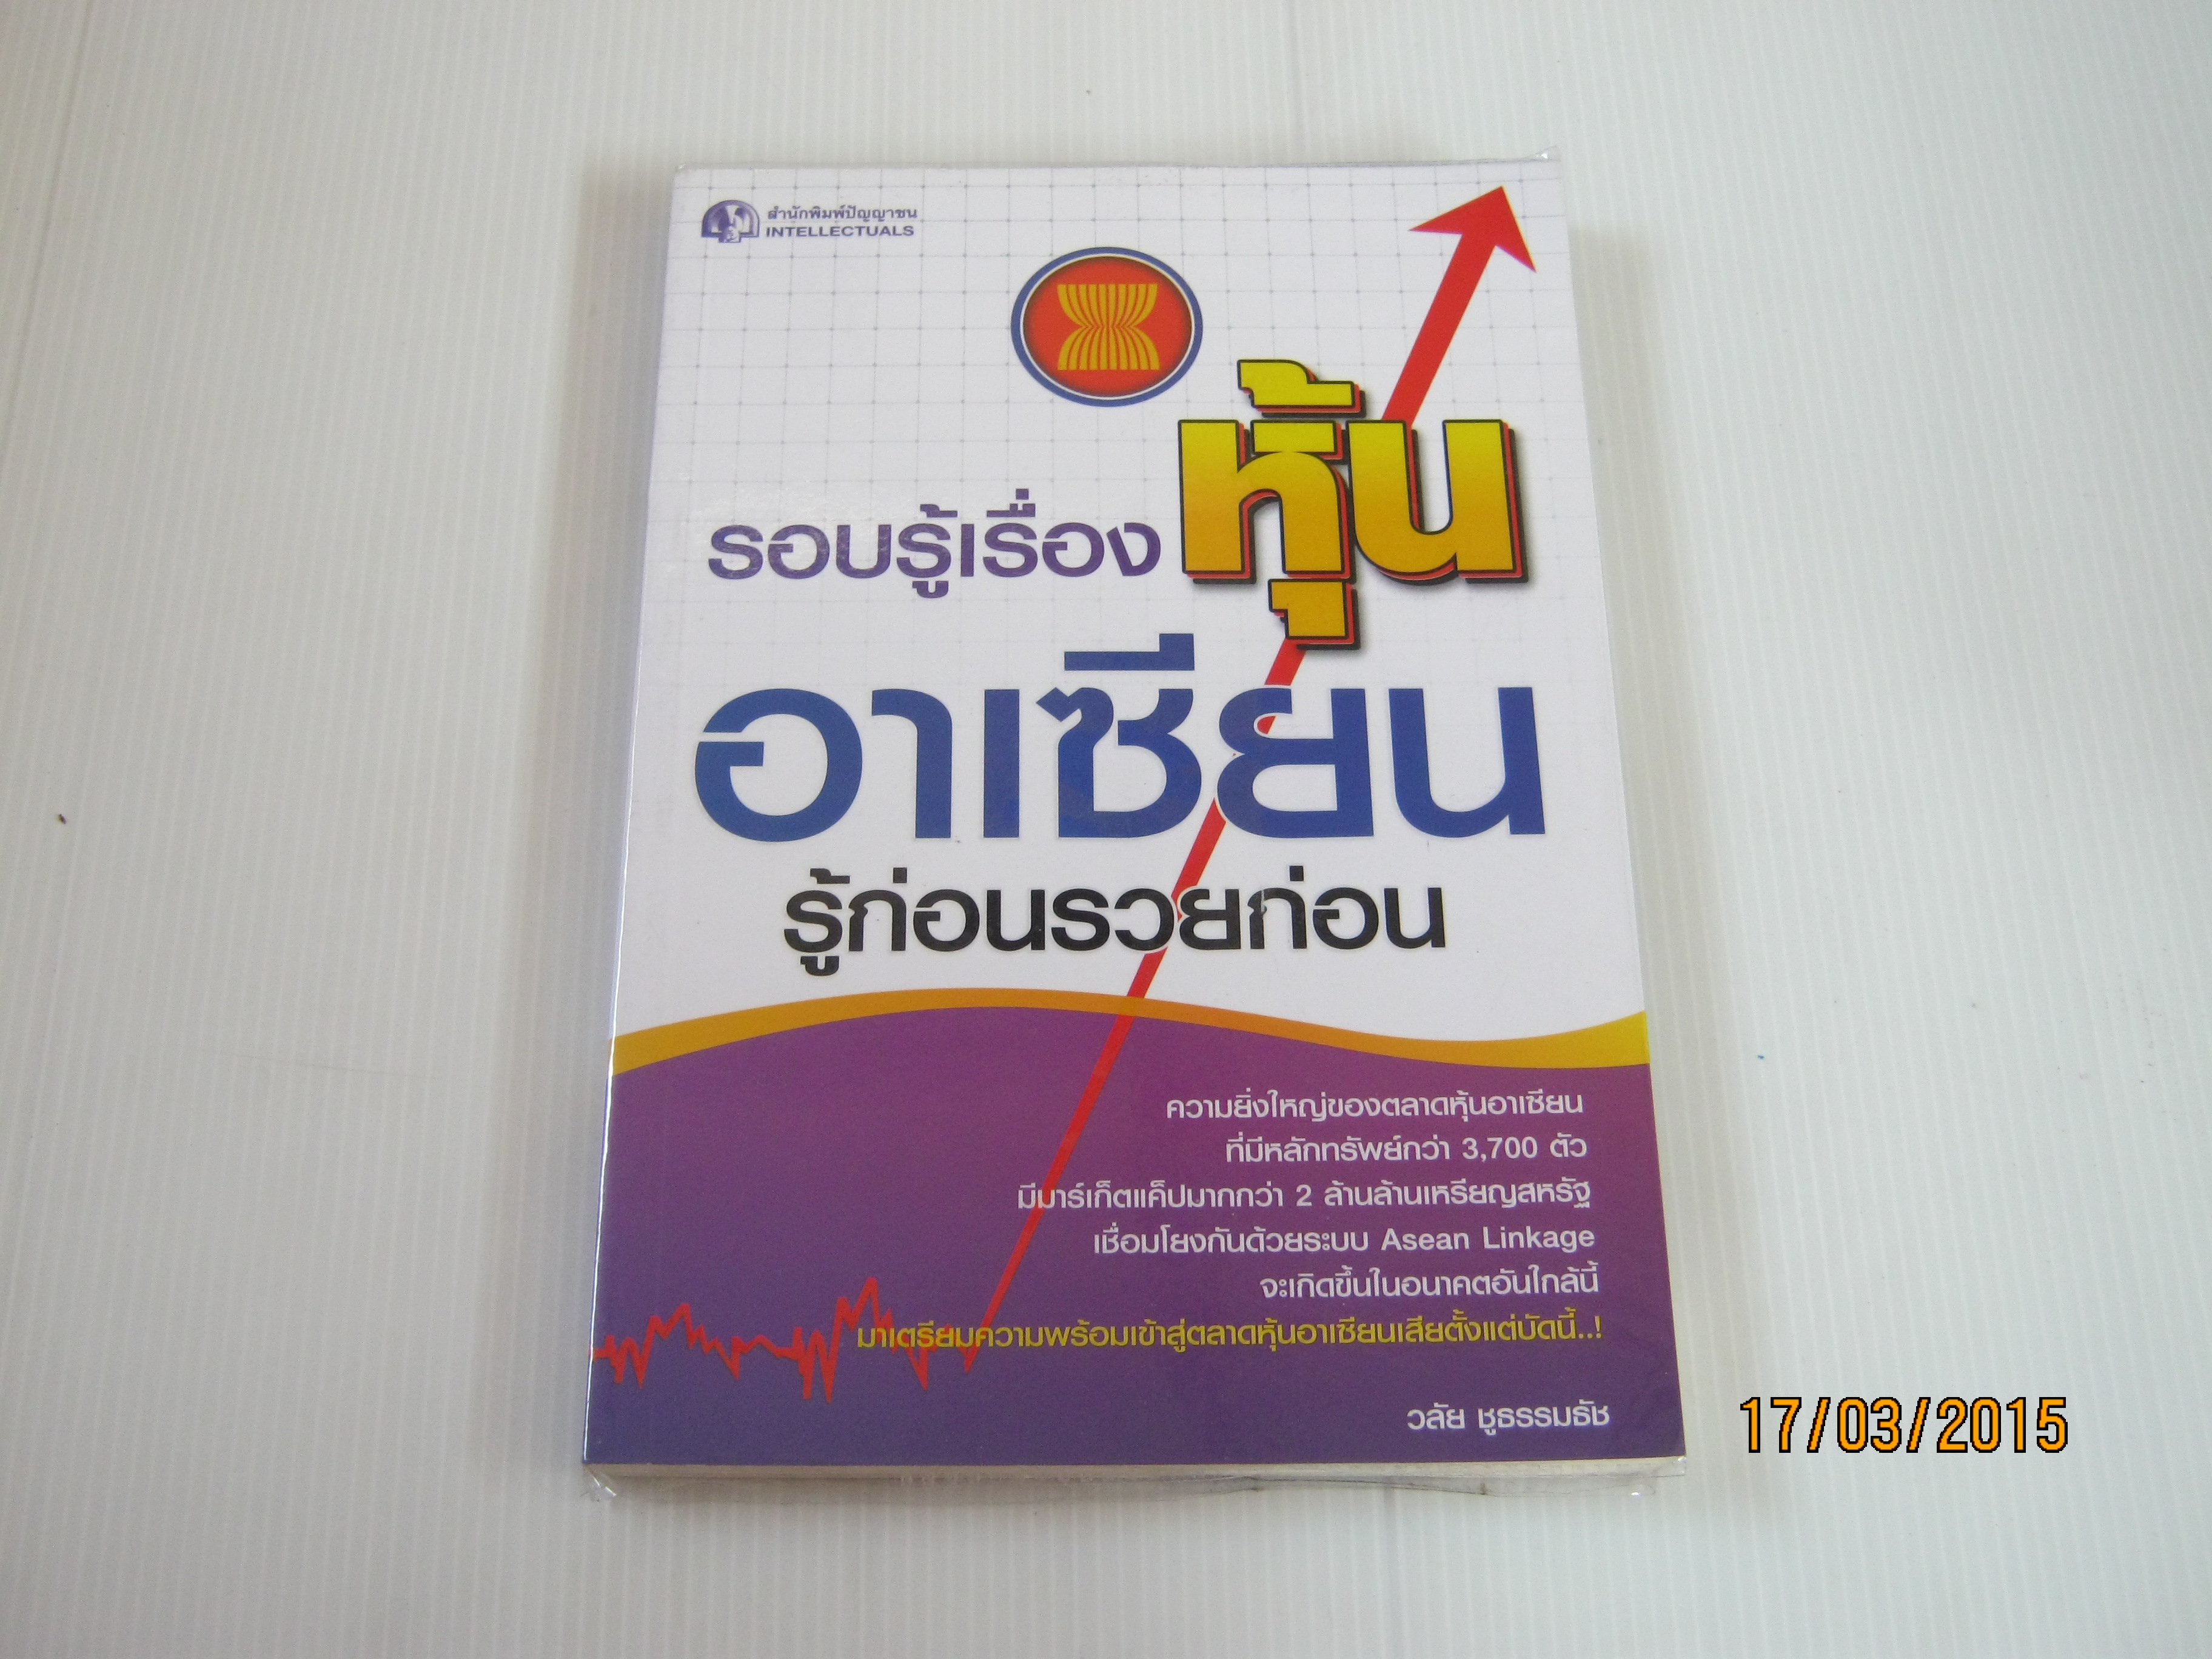 สำนักพิมพ์ปัญญาชน
INTELLECTUALS
รอบรู้เรื่อง หุ้น
อาเซียน
รู้ก่อนรวยก่อน
ความยิ่งใหญ่ของตลาดหุ้นอาเซียน
ที่มีหลักทรัพย์กว่า 3,700 ตัว
มีมาร์เก็ตแค็ปมากกว่า 2 ล้านล้านเหรียญสหรัฐ
เชื่อมโยงกันด้วยระบบ Asean Linkage
จะเกิดขึ้นในอนาคตอันใกล้นี้
มาเตรียมความพร้อมเข้าสู่ตลาดหุ้นอาเซียนเสียตั้งแต่บัดนี้..!
วลัย ชูธรรมธัช
17/03/2015